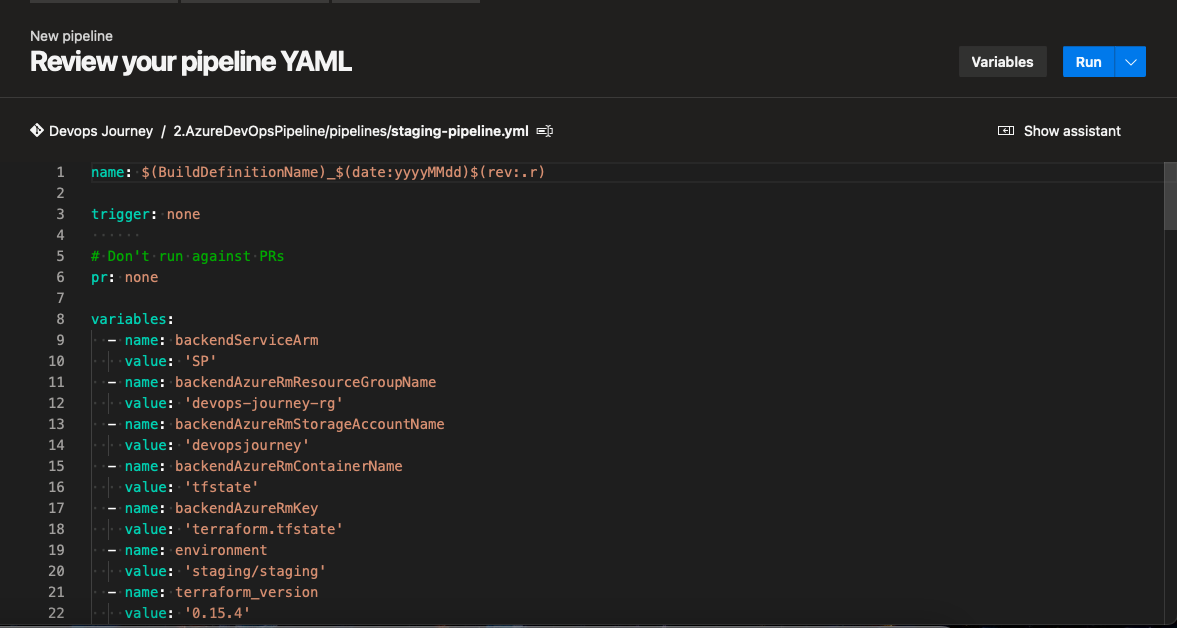 New pipeline
Review your pipeline YAML
Variables
Run
Devops Journey / 2.AzureDevOpsPipeline/pipelines/staging-pipeline.yml
Show assistant
1 name: $(BuildDefinitionName)_$(date:yyyyMMdd)$(rev:.r)
2
3 trigger: none
4
5 # Don't run against PRs
6 pr: none
7
8 variables:
9 - name: backendServiceArm
10 value: 'SP'
11 - name: backendAzureRmResourceGroupName
12 value: 'devops-journey-rg'
13 - name: backendAzureRmStorageAccountName
14 value: 'devopsjourney'
15 - name: backendAzureRmContainerName
16 value: 'tfstate'
17 - name: backendAzureRmKey
18 value: 'terraform.tfstate'
19 - name: environment
20 value: 'staging/staging'
21 - name: terraform_version
22 value: '0.15.4'